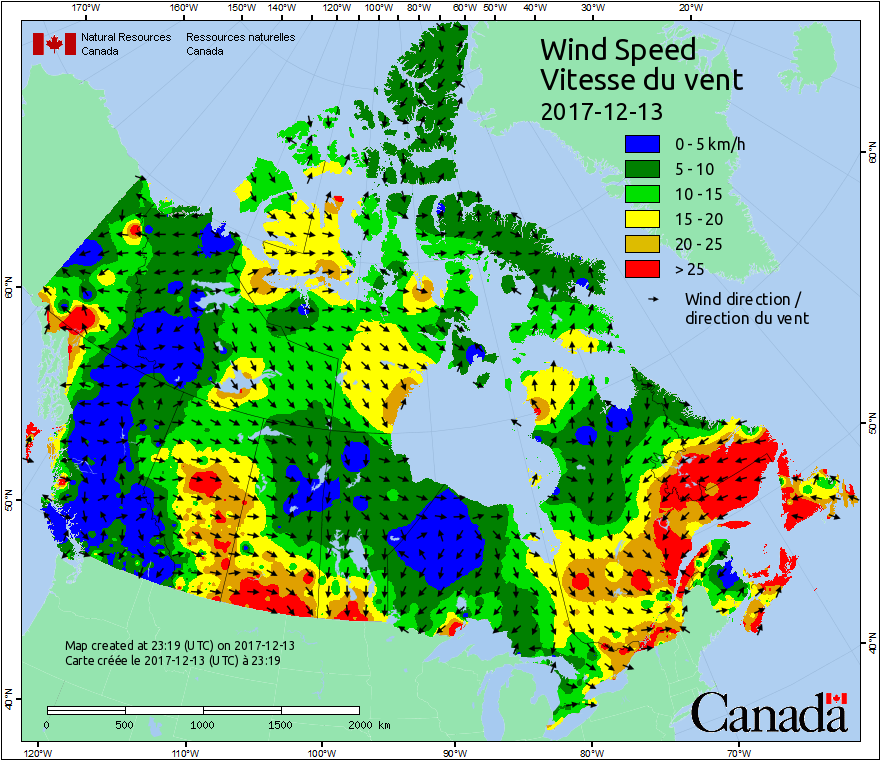 170°W 160°W 150°W 140°W 130°W 120°W 110°W 100°W 90°W 80°W 70°W 60°W 50°W 40°W 30°W 20°W
Natural Resources Canada
Ressources naturelles Canada
Wind Speed
Vitesse du vent
2017-12-13
0 - 5 km/h
5 - 10
10 - 15
15 - 20
20 - 25
> 25
Wind direction /
direction du vent
60°N
60°N
50°N
50°N
40°N
40°N
Map created at 23:19 (UTC) on 2017-12-13
Carte créée le 2017-12-13 (UTC) à 23:19
0 500 1000 1500 2000 km
Canada
120°W 110°W 100°W 90°W 80°W 70°W